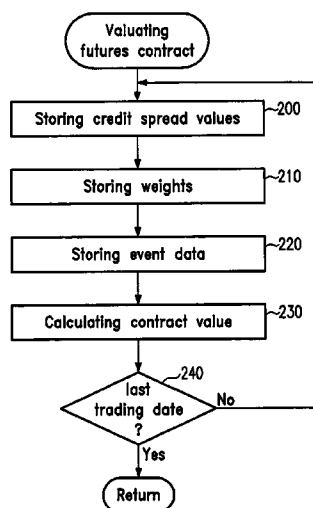 Valuating
futures contract
Storing credit spread values
200
Storing weights
210
Storing event data
220
Calculating contract value
230
240
last
trading date
?
No
Yes
Return